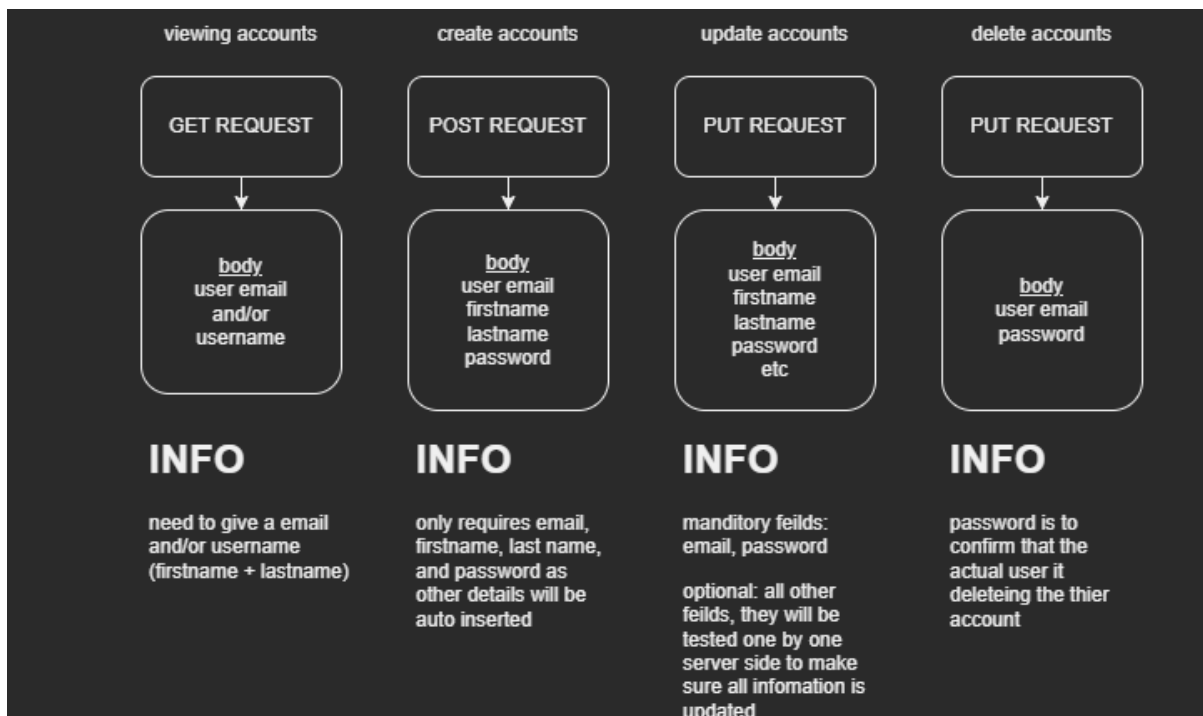 viewing accounts
create accounts
update accounts
delete accounts
GET REQUEST
POST REQUEST
PUT REQUEST
PUT REQUEST
body
user email
and/or
username
body
user email
firstname
lastname
password
body
user email
firstname
lastname
password
etc
body
user email
password
INFO
need to give a email
and/or username
(firstname + lastname)
INFO
only requires email,
firstname, last name,
and password as
other details will be
auto inserted
INFO
manditory feilds:
email, password
optional: all other
feilds, they will be
tested one by one
server side to make
sure all infomation is
updated
INFO
password is to
confirm that the
actual user it
deleteing the thier
account